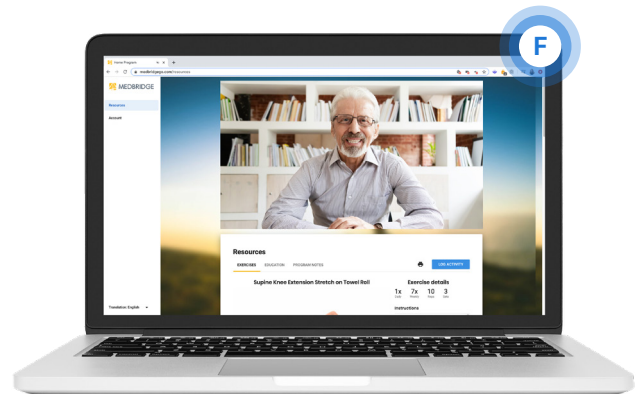 F
Home Program
medbridgego.com/resources
MEDBRIDGE
Resources
Account
Resources
EXERCISES EDUCATION PROGRAM NOTES
LOG ACTIVITY
Supine Knee Extension Stretch on Towel Roll
Exercise details
1x 7x 10 3
Daily Weekly Reps Sets
Instructions
Translation: English